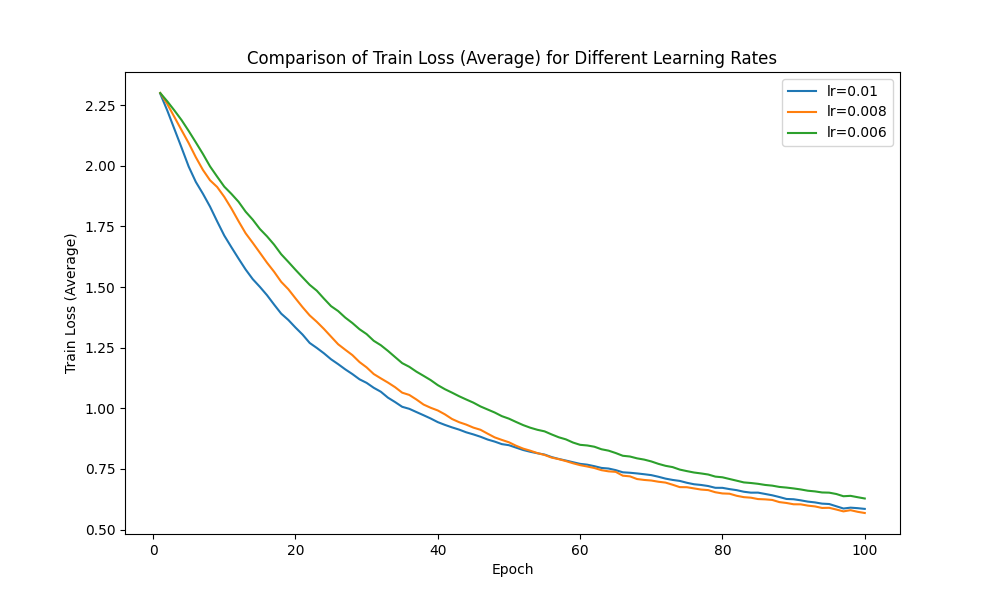 Comparison of Train Loss (Average) for Different Learning Rates
lr=0.01
lr=0.008
lr=0.006
Train Loss (Average)
2.25
2.00
1.75
1.50
1.25
1.00
0.75
0.50
0 20 40 60 80 100
Epoch